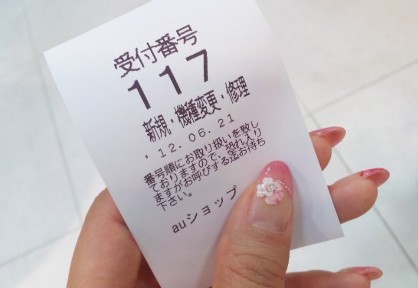 受付番号
117
新規・機種変更・修理
'12.06.21
番号順にお取り扱いを致し
ておりますので、恐れ入り
ますがお呼びする迄お待ち
下さい。
auショップ